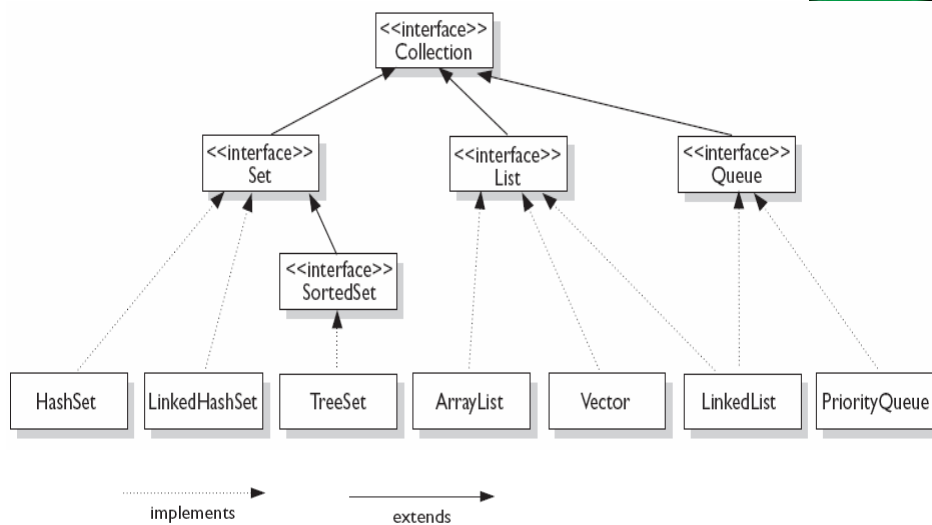 <<interface>>
Collection
<<interface>>
Set
<<interface>>
List
<<interface>>
Queue
<<interface>>
SortedSet
HashSet
LinkedHashSet
TreeSet
ArrayList
Vector
LinkedList
PriorityQueue
implements
extends